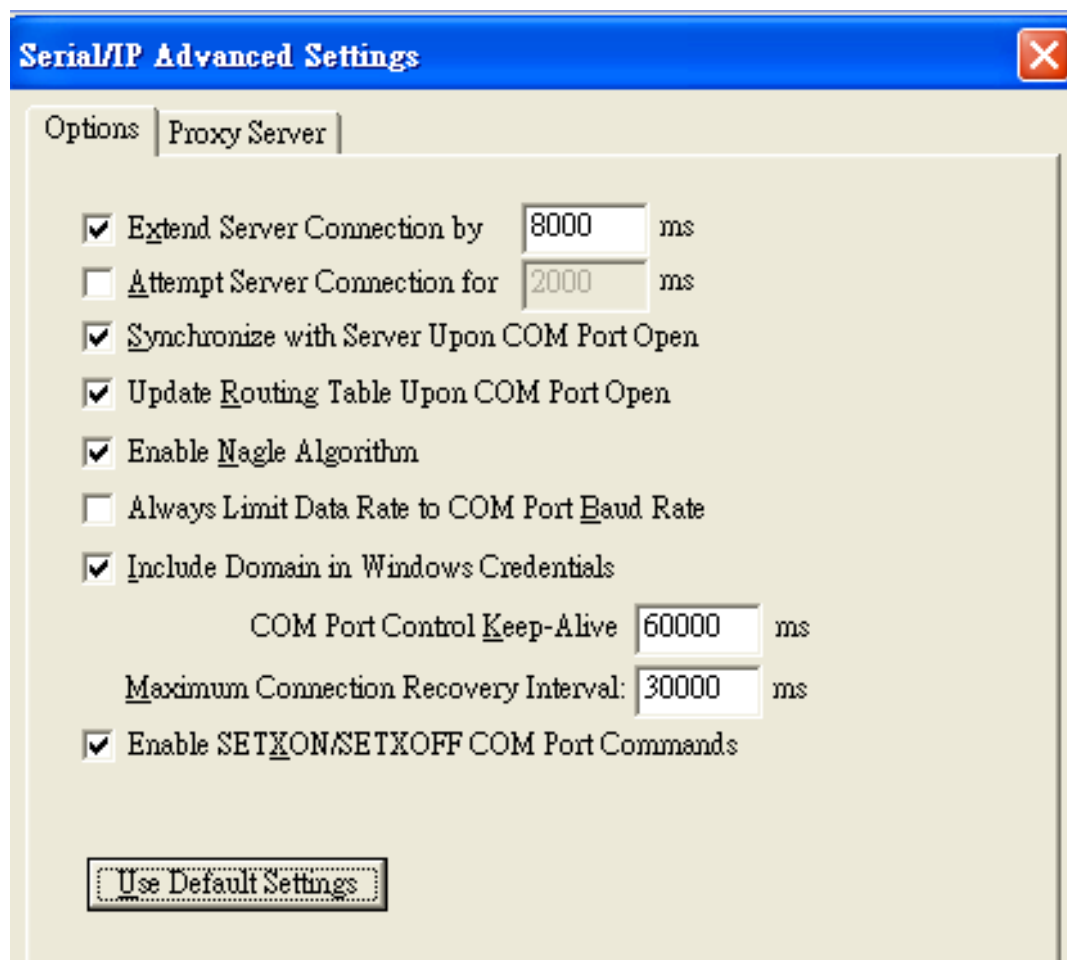 Serial/IP Advanced Settings
Options
Proxy Server
Extend Server Connection by 8000 ms
Attempt Server Connection for 2000 ms
Synchronize with Server Upon COM Port Open
Update Routing Table Upon COM Port Open
Enable Nagle Algorithm
Always Limit Data Rate to COM Port Baud Rate
Include Domain in Windows Credentials
COM Port Control Keep-Alive 60000 ms
Maximum Connection Recovery Interval: 30000 ms
Enable SETXON/SETXOFF COM Port Commands
Use Default Settings